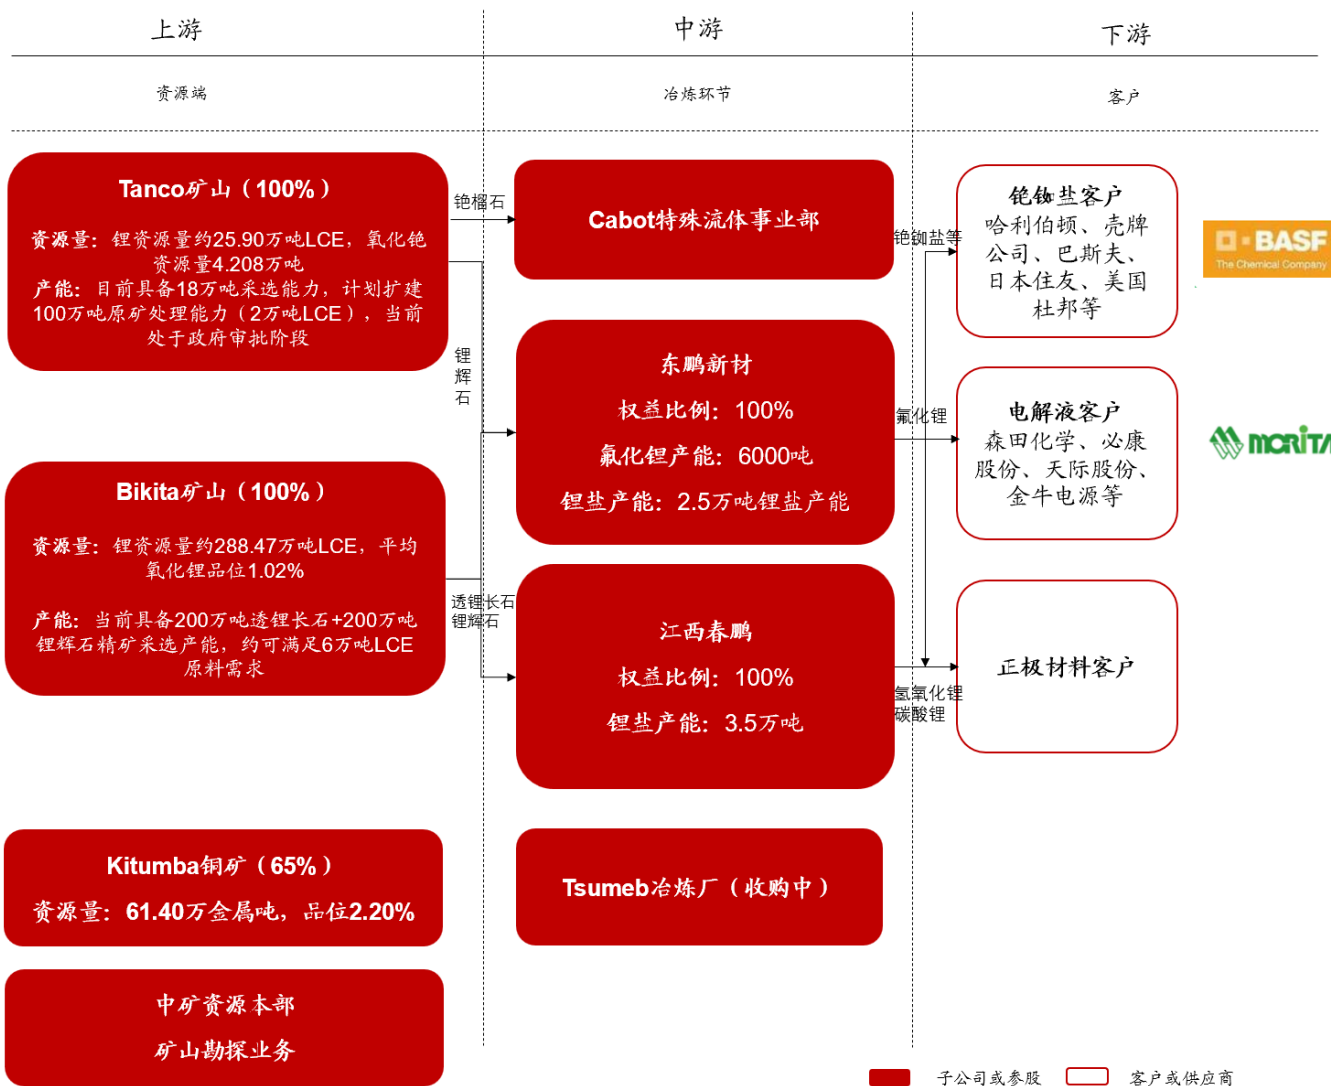 上游
中游
下游
资源端
冶炼环节
客户
Tanco矿山（100%）
资源量：锂资源量约25.90万吨LCE，氧化铯
资源量4.208万吨
产能：目前具备18万吨采选能力，计划扩建
100万吨原矿处理能力（2万吨LCE），当前
处于政府审批阶段
铯榴石
锂
辉
石
Bikita矿山（100%）
资源量：锂资源量约288.47万吨LCE，平均
氧化锂品位1.02%
产能：当前具备200万吨透锂长石+200万吨
锂辉石精矿采选产能，约可满足6万吨LCE
原料需求
透锂长石
锂辉石
Kitumba铜矿（65%）
资源量：61.40万金属吨，品位2.20%
中矿资源本部
矿山勘探业务
Cabot特殊流体事业部
东鹏新材
权益比例：100%
氟化钽产能：6000吨
钽盐产能：2.5万吨锂盐产能
江西春鹏
权益比例：100%
钽盐产能：3.5万吨
Tsumeb冶炼厂（收购中）
铯铷盐等
氟化锂
氢氧化锂
碳酸锂
铯铷盐客户
哈利伯顿、壳牌
公司、巴斯夫、
日本住友、美国
杜邦等
BASF
The Chemical Company
电解液客户
森田化学、必康
股份、天际股份、
金牛电源等
MORITA
正极材料客户
子公司或参股
客户或供应商